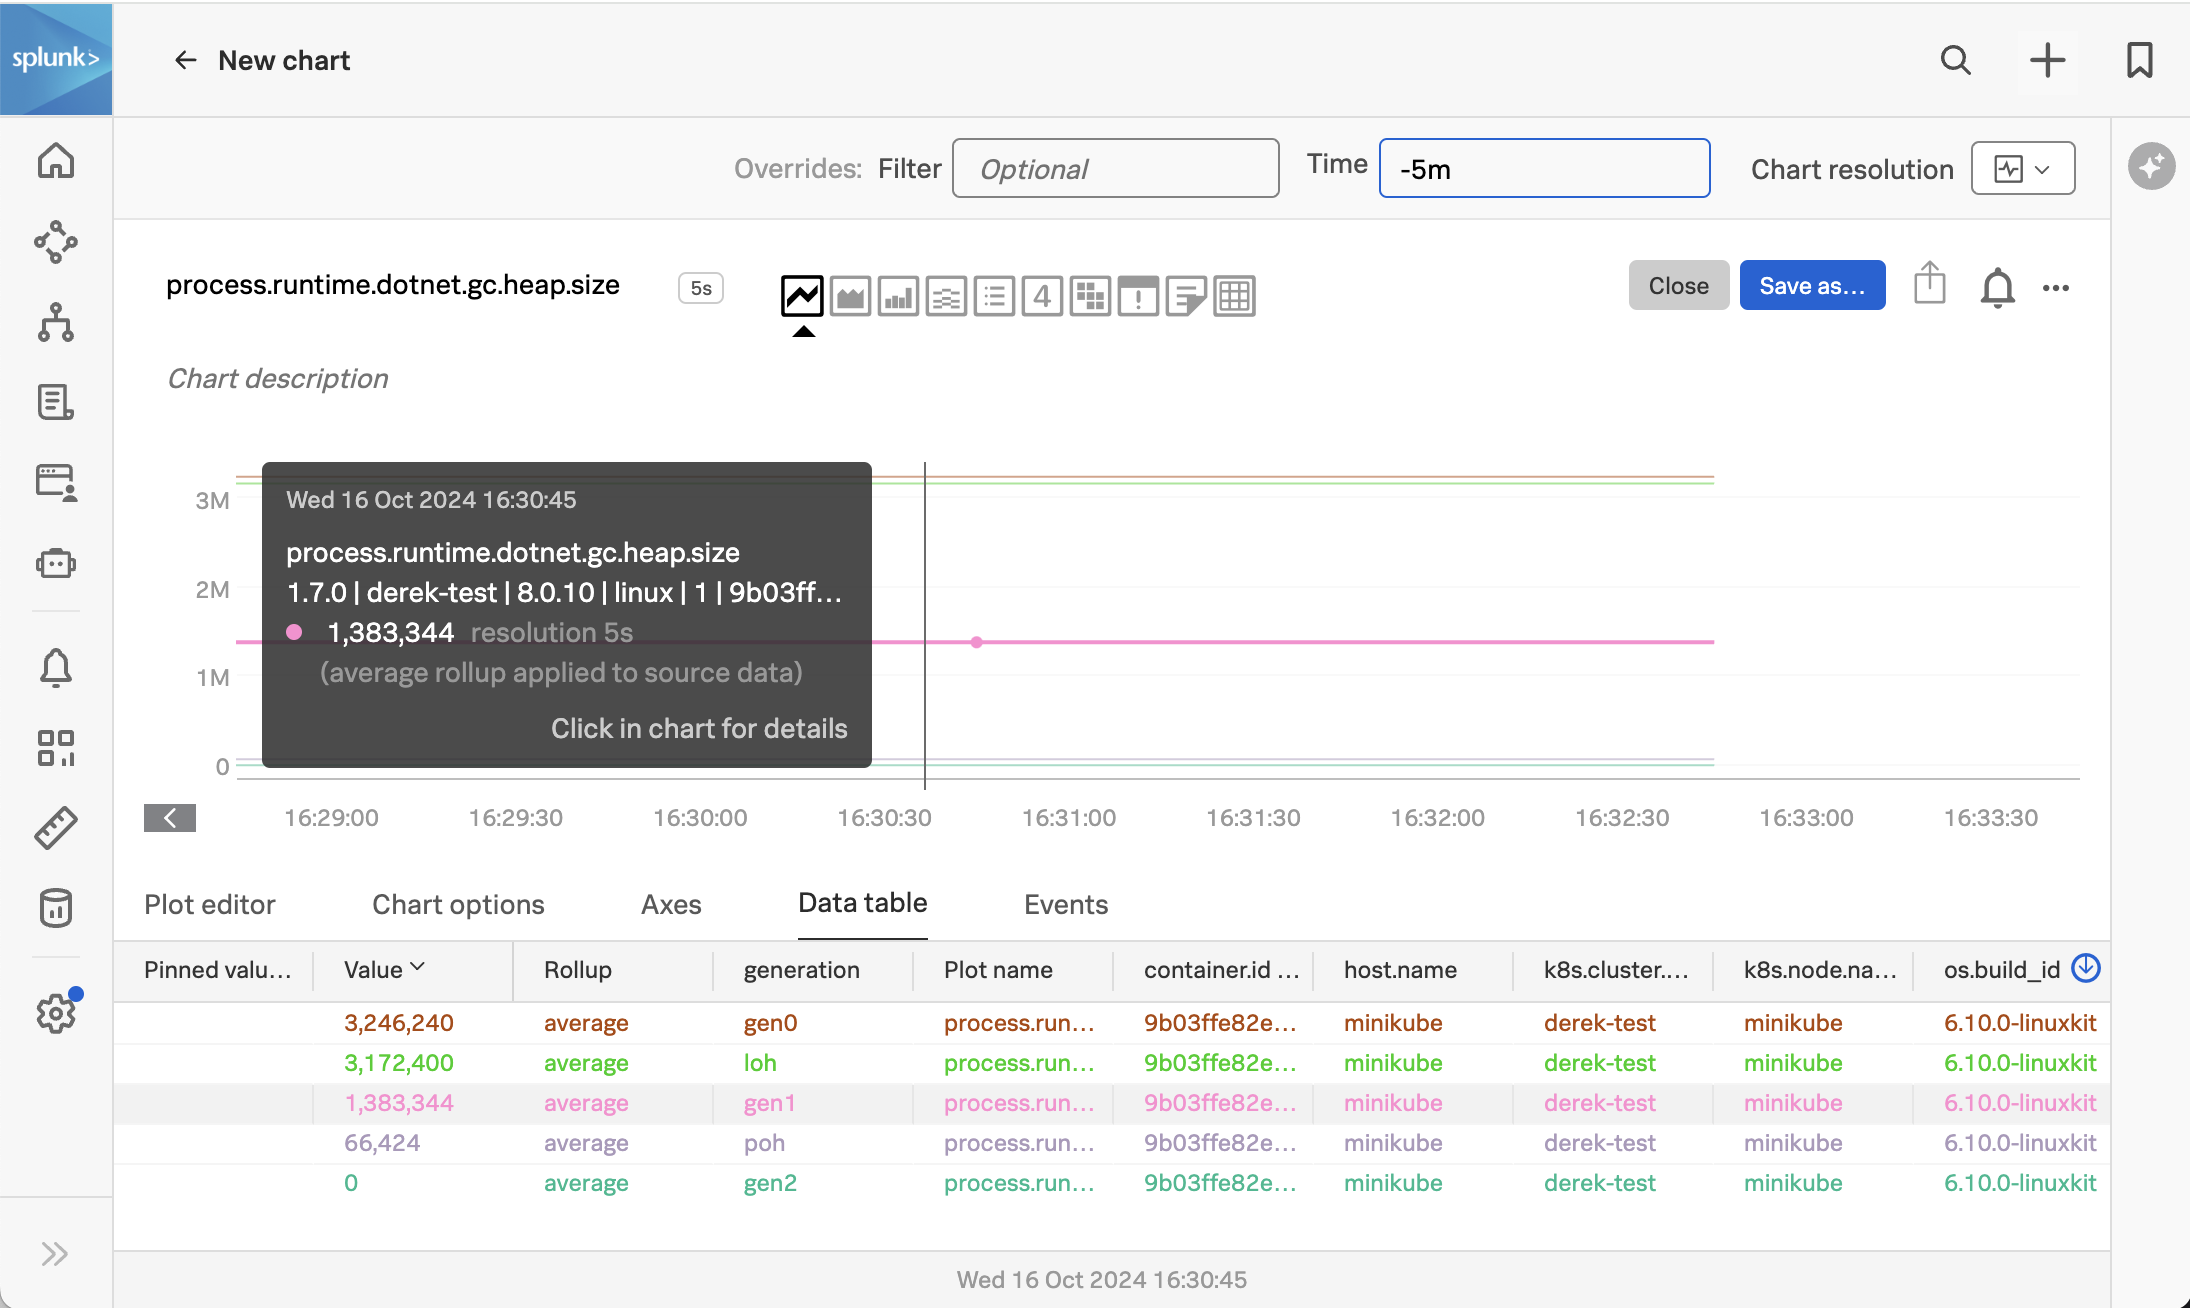 splunk>
New chart
Overrides: Filter Optional Time -5m Chart resolution
process.runtime.dotnet.gc.heap.size 5s 4 Close Save as...
Chart description
3M
2M
1M
0
Wed 16 Oct 2024 16:30:45
process.runtime.dotnet.gc.heap.size
1.7.0 | derek-test | 8.0.10 | linux | 1 | 9b03ff...
1,383,344 resolution 5s
(average rollup applied to source data)
Click in chart for details
16:29:00 16:29:30 16:30:00 16:30:30 16:31:00 16:31:30 16:32:00 16:32:30 16:33:00 16:33:30
Plot editor Chart options Axes Data table Events
Pinned valu... Value Rollup generation Plot name container.id ... host.name k8s.cluster.... k8s.node.na... os.build_id
3,246,240 average gen0 process.run... 9b03ffe82e... minikube derek-test minikube 6.10.0-linuxkit
3,172,400 average loh process.run... 9b03ffe82e... minikube derek-test minikube 6.10.0-linuxkit
1,383,344 average gen1 process.run... 9b03ffe82e... minikube derek-test minikube 6.10.0-linuxkit
66,424 average poh process.run... 9b03ffe82e... minikube derek-test minikube 6.10.0-linuxkit
0 average gen2 process.run... 9b03ffe82e... minikube derek-test minikube 6.10.0-linuxkit
Wed 16 Oct 2024 16:30:45